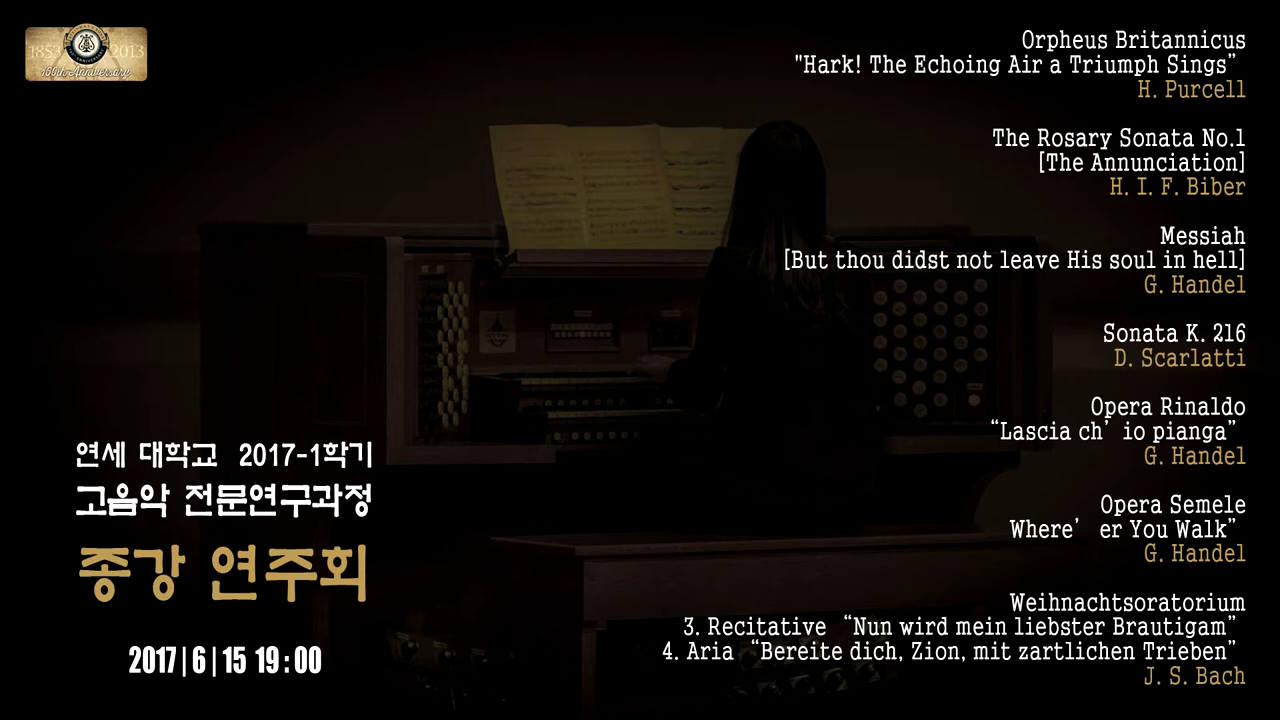 1853 2013
160th Anniversary
Orpheus Britannicus
"Hark! The Echoing Air a Triumph Sings”
H. Purcell
The Rosary Sonata No.1
[The Annunciation]
H. I. F. Biber
Messiah
[But thou didst not leave His soul in hell]
G. Handel
Sonata K. 216
D. Scarlatti
Opera Rinaldo
“Lascia ch’ io pianga”
G. Handel
Opera Semele
Where’ er You Walk”
G. Handel
Weihnachtsoratorium
3. Recitative “Nun wird mein liebster Brautigam”
4. Aria “Bereite dich, Zion, mit zartlichen Trieben”
J. S. Bach
연세 대학교 2017-1학기
고음악 전문연구과정
종강 연주회
2017|6|15 19:00